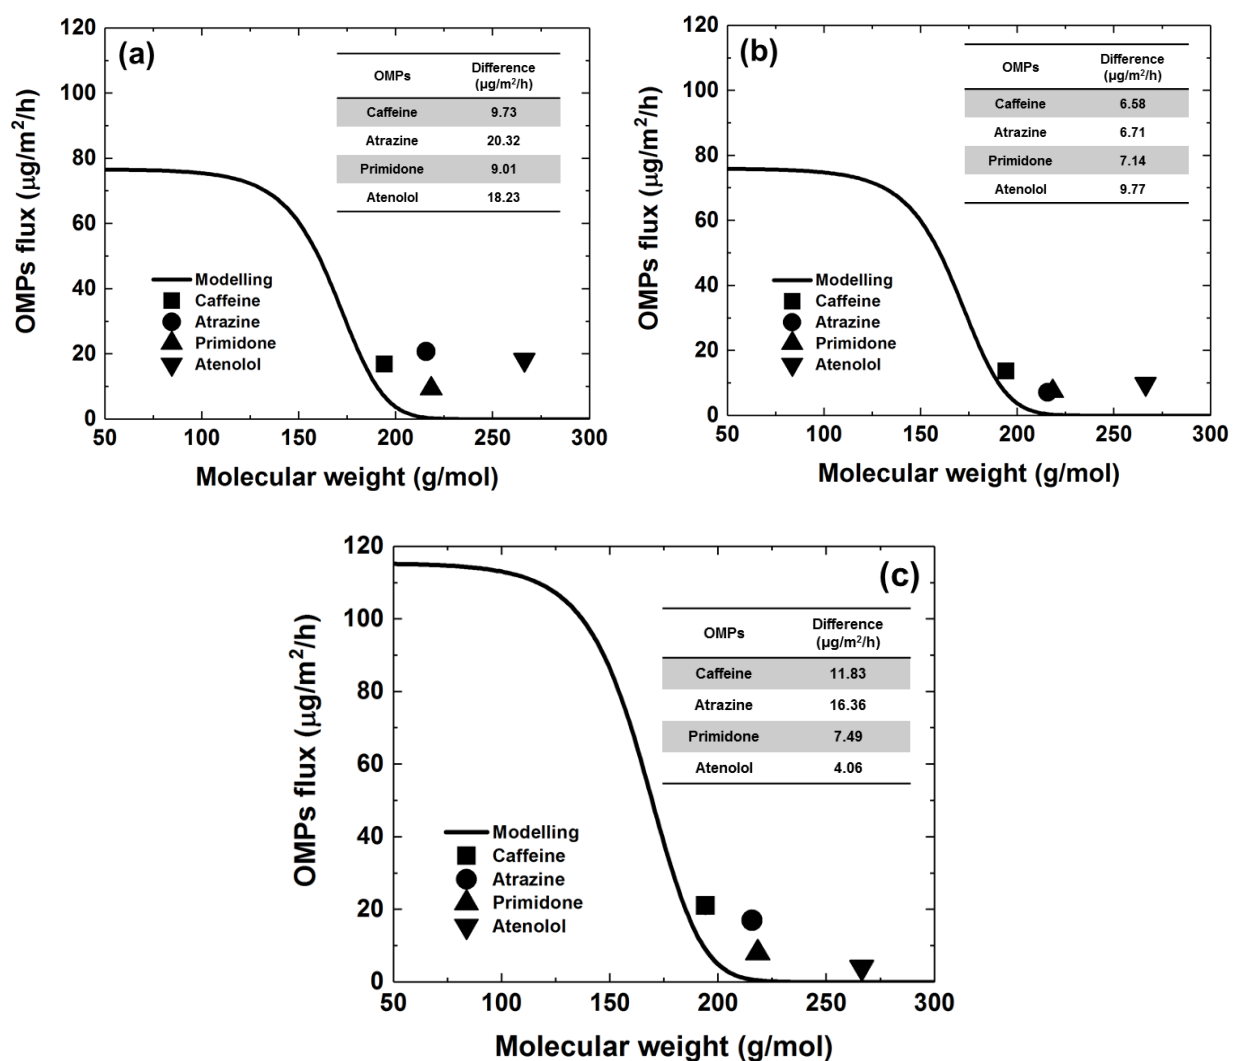 (a)
OMPs flux (μg/m²/h)
120
100
80
60
40
20
0
OMPs Difference (μg/m²/h)
Caffeine 9.73
Atrazine 20.32
Primidone 9.01
Atenolol 18.23
Modelling
Caffeine
Atrazine
Primidone
Atenolol
50 100 150 200 250 300
Molecular weight (g/mol)
(b)
OMPs flux (μg/m²/h)
120
100
80
60
40
20
0
OMPs Difference (μg/m²/h)
Caffeine 6.58
Atrazine 6.71
Primidone 7.14
Atenolol 9.77
Modelling
Caffeine
Atrazine
Primidone
Atenolol
50 100 150 200 250 300
Molecular weight (g/mol)
(c)
OMPs flux (μg/m²/h)
120
100
80
60
40
20
0
OMPs Difference (μg/m²/h)
Caffeine 11.83
Atrazine 16.36
Primidone 7.49
Atenolol 4.06
Modelling
Caffeine
Atrazine
Primidone
Atenolol
50 100 150 200 250 300
Molecular weight (g/mol)